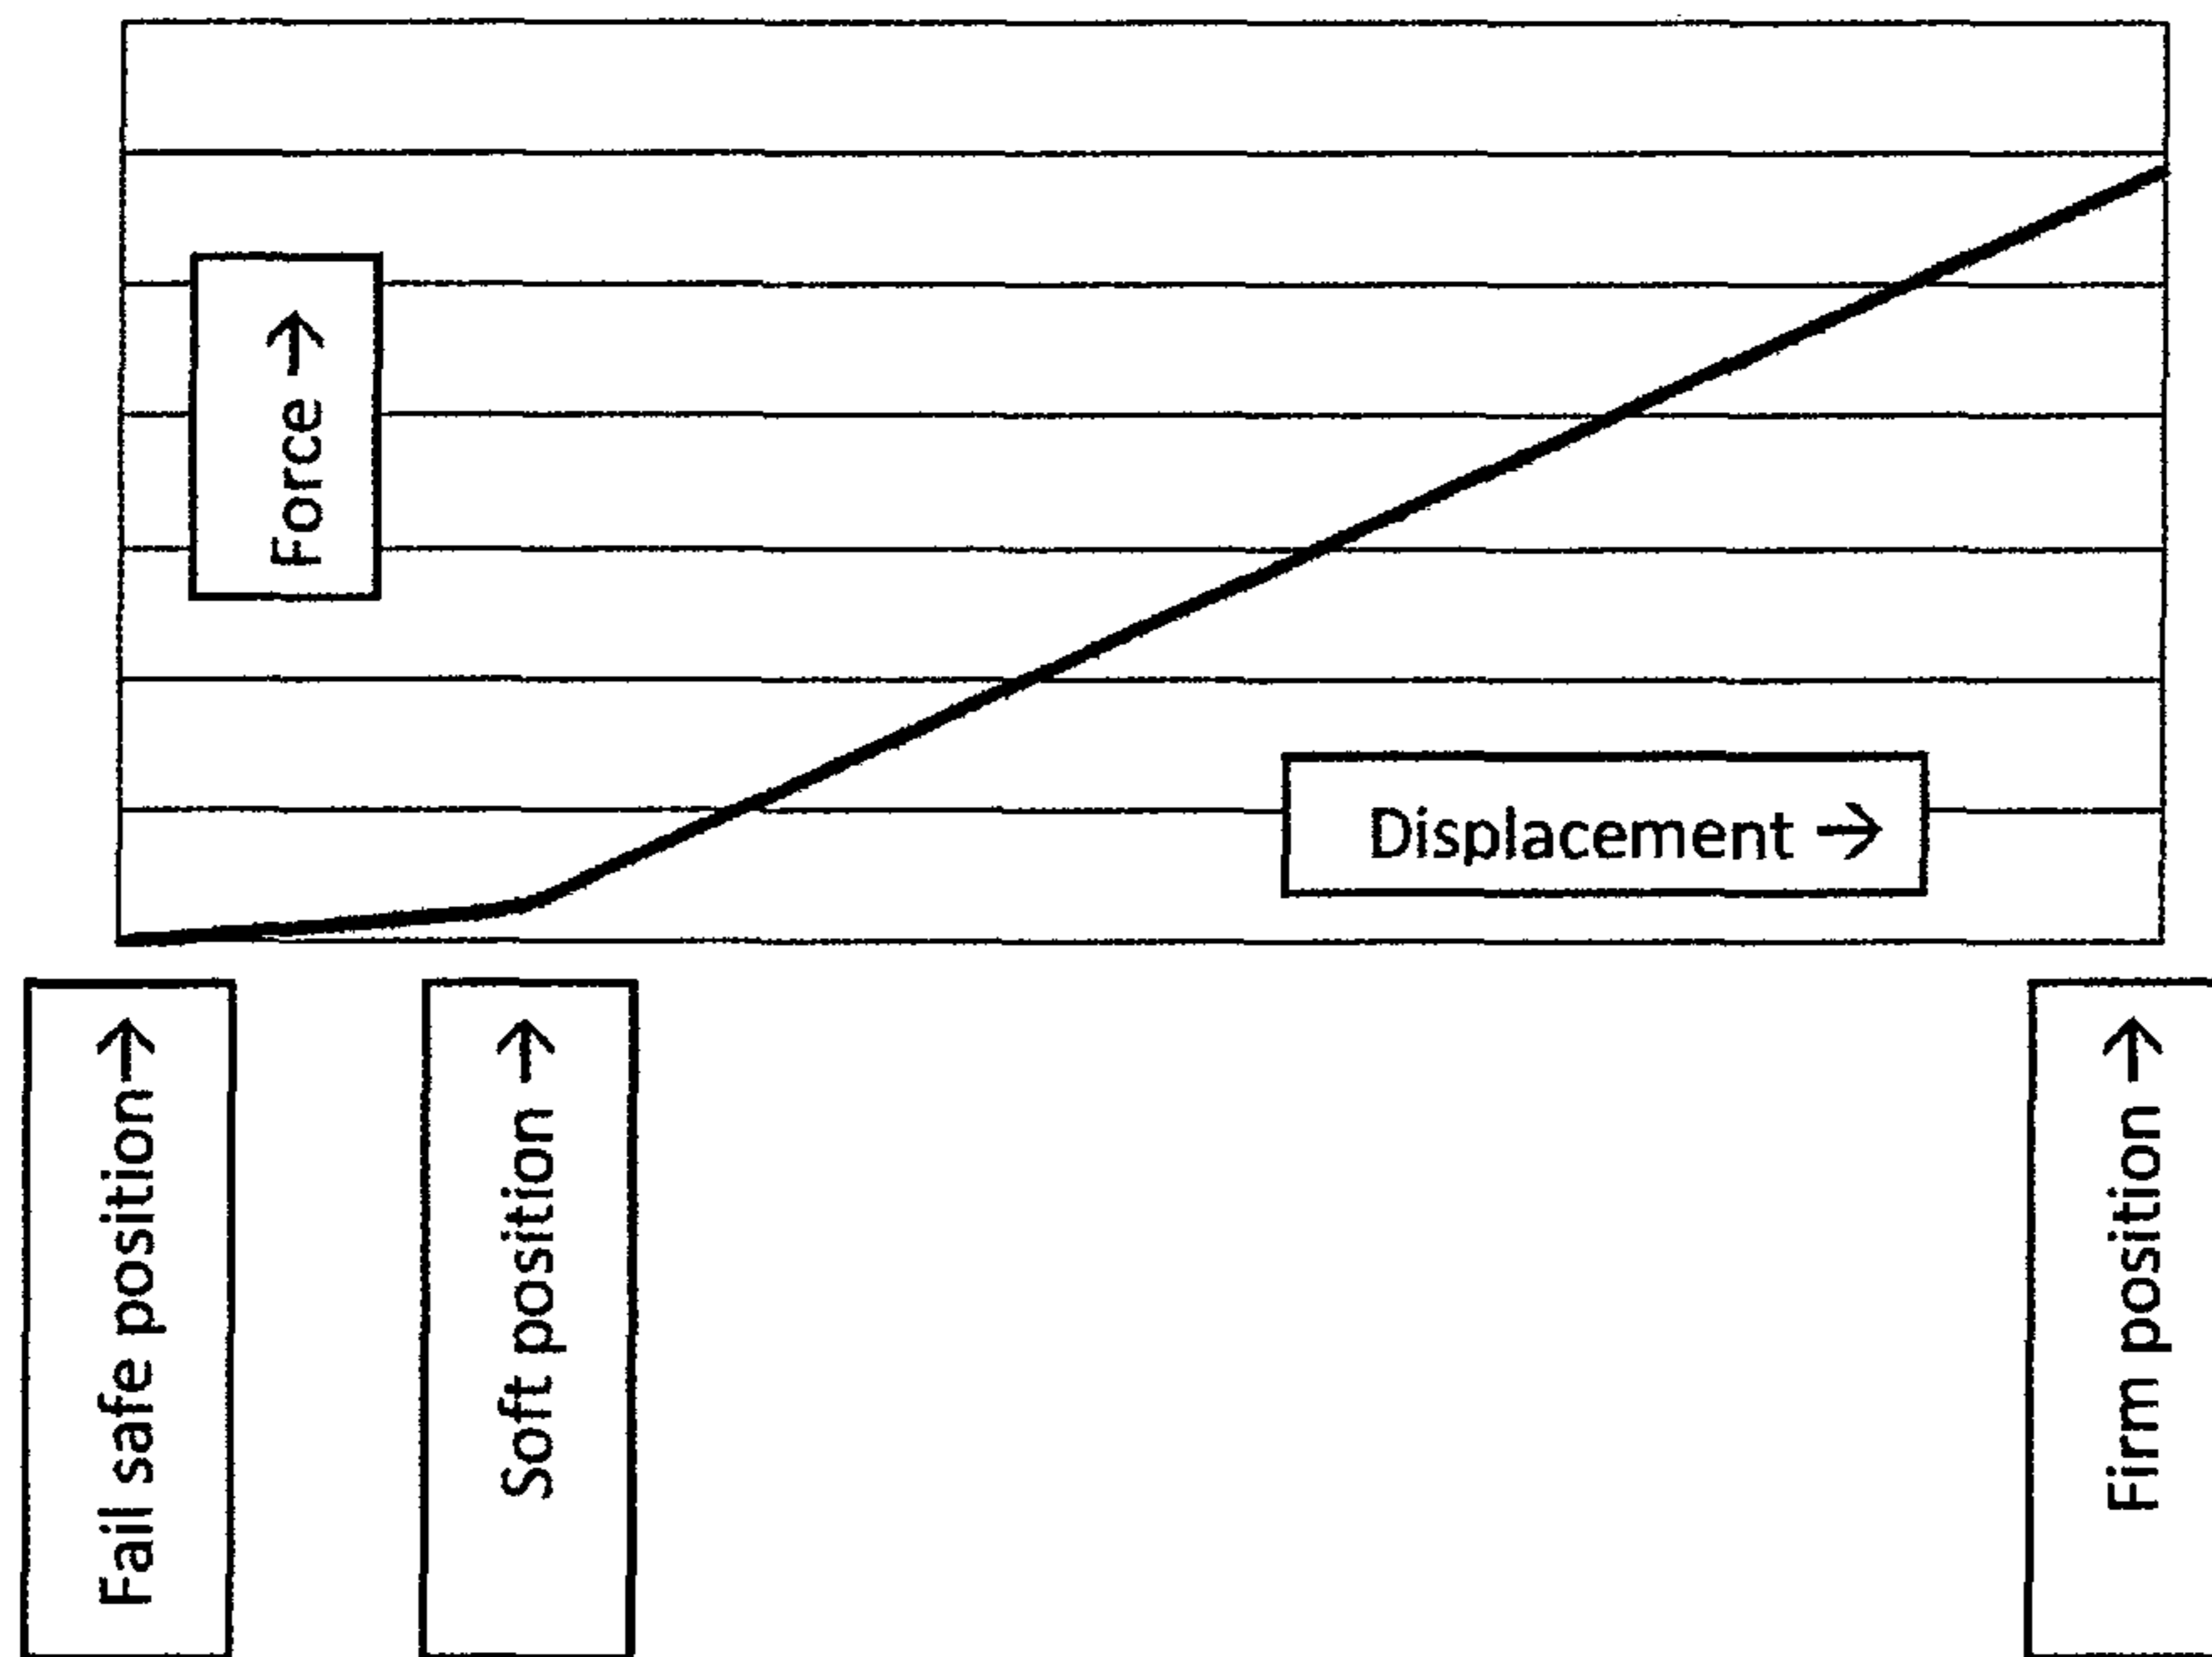 Force →
Displacement →
Fail safe position→
Soft position →
Firm position →